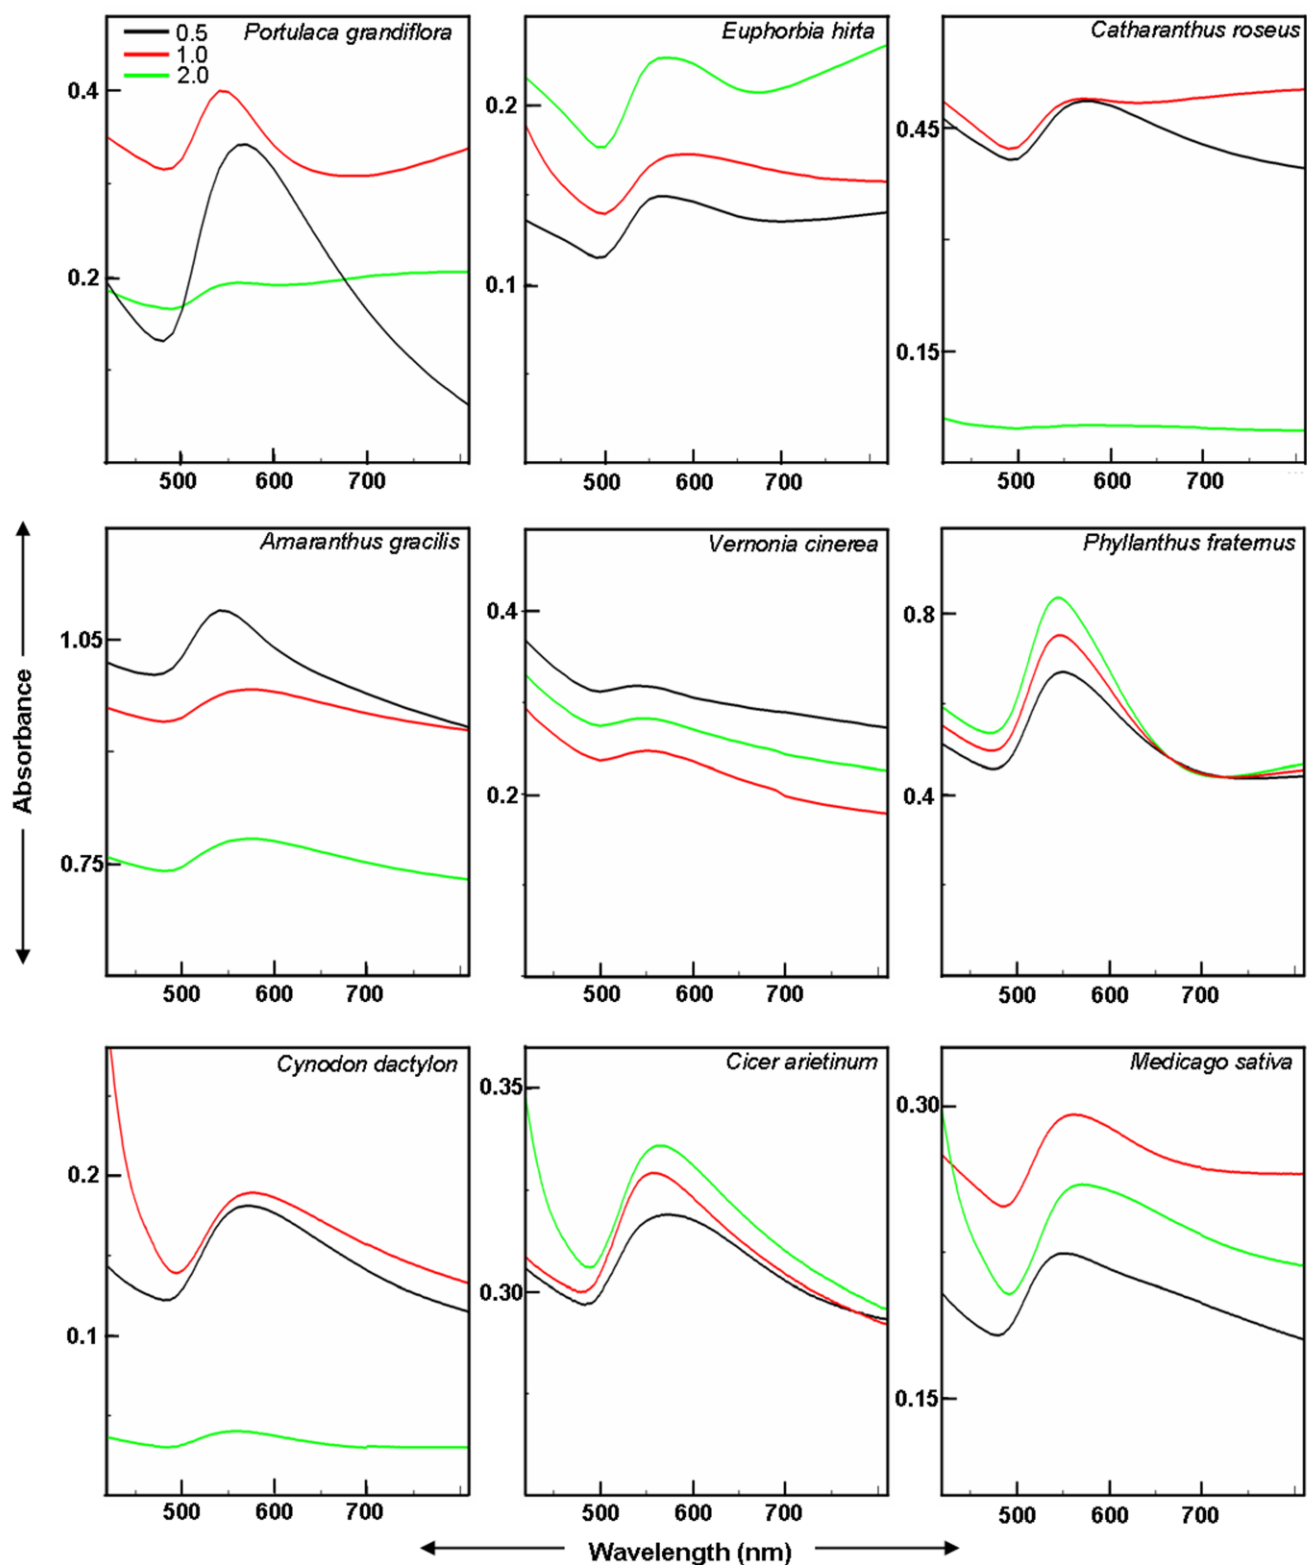 Portulaca grandiflora
0.5
1.0
2.0
0.4
0.2
500 600 700
Euphorbia hirta
0.2
0.1
500 600 700
Catharanthus roseus
0.45
0.15
500 600 700
Absorbance
Amaranthus gracilis
1.05
0.75
500 600 700
Vernonia cinerea
0.4
0.2
500 600 700
Phyllanthus fraternus
0.8
0.4
500 600 700
Cynodon dactylon
0.2
0.1
500 600 700
Cicer arietinum
0.35
0.30
500 600 700
Medicago sativa
0.30
0.15
500 600 700
Wavelength (nm)